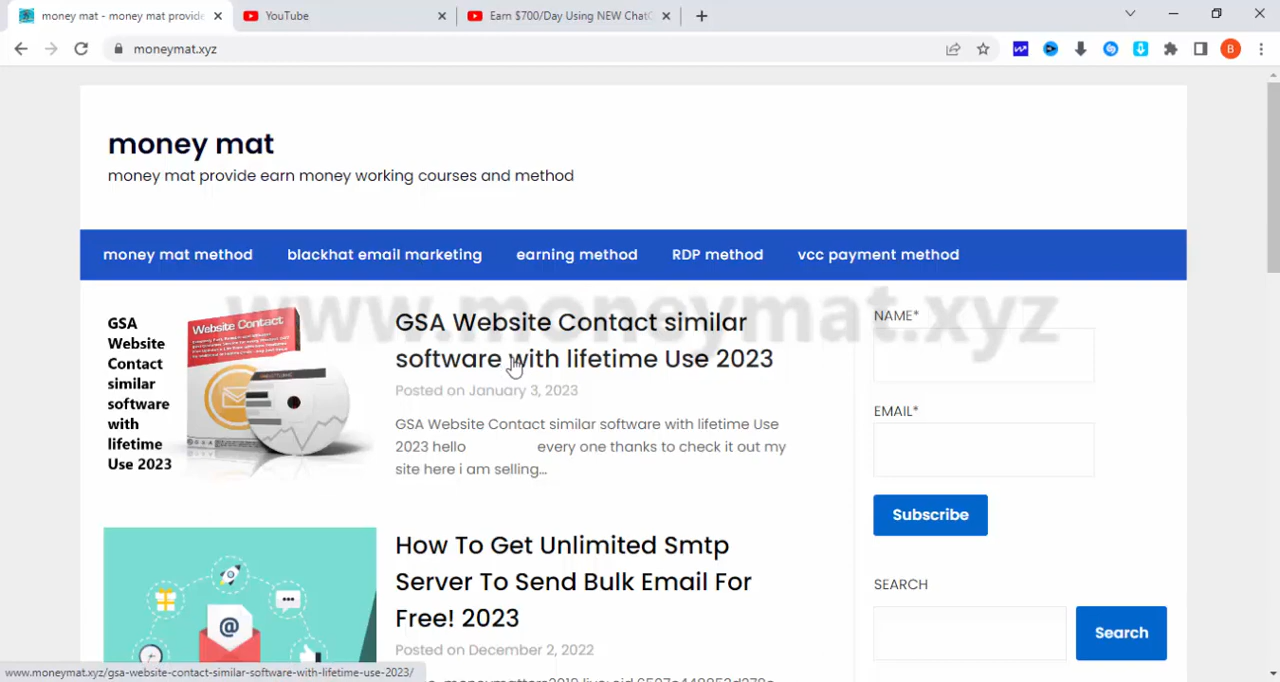 money mat - money mat provide
YouTube
Earn $700/Day Using NEW ChatG
moneymat.xyz
B
money mat
money mat provide earn money working courses and method
money mat method
blackhat email marketing
earning method
RDP method
vcc payment method
www.moneymat.xyz
GSA
Website
Contact
similar
software
with
lifetime
Use 2023
Website Contact
GSA Website Contact similar
software with lifetime Use 2023
Posted on January 3, 2023
GSA Website Contact similar software with lifetime Use
2023 hello every one thanks to check it out my
site here i am selling...
NAME*
EMAIL*
Subscribe
SEARCH
Search
@
How To Get Unlimited Smtp
Server To Send Bulk Email For
Free! 2023
Posted on December 2, 2022
www.moneymat.xyz/gsa-website-contact-similar-software-with-lifetime-use-2023/